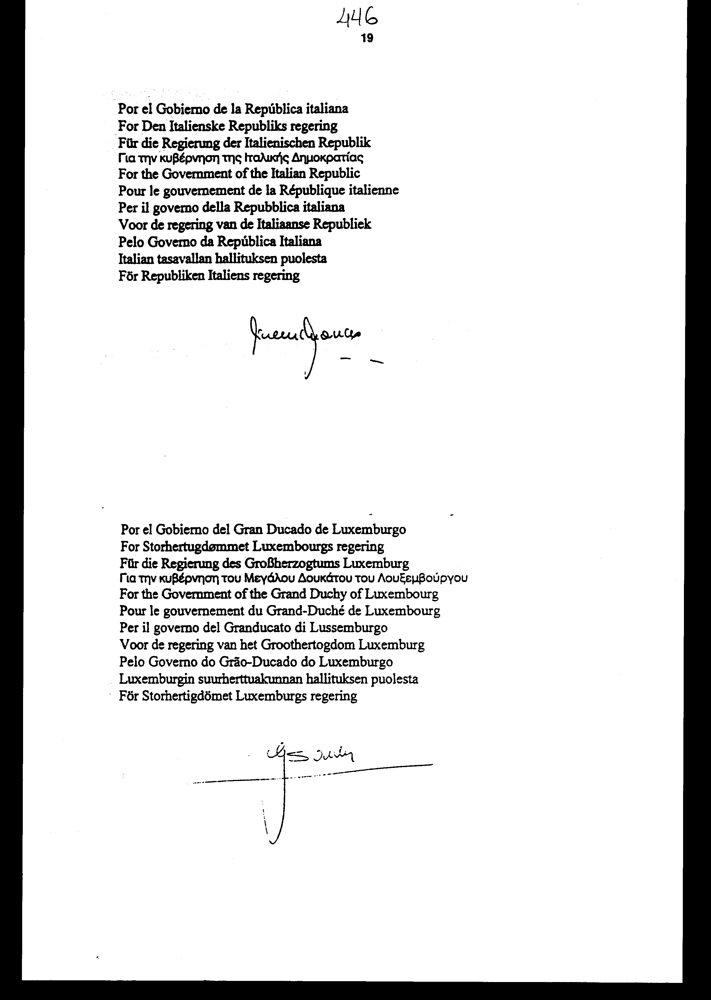 446
19
Por el Gobierno de la República italiana
For Den Italienske Republiks regering
Für die Regierung der Italienischen Republik
Για την κυβέρνηση της Ιταλικής Δημοκρατίας
For the Government of the Italian Republic
Pour le gouvernement de la République italienne
Per il governo della Repubblica italiana
Voor de regering van de Italiaanse Republiek
Pelo Governo da República Italiana
Italian tasavallan hallituksen puolesta
För Republiken Italiens regering
Por el Gobierno del Gran Ducado de Luxemburgo
For Storhertugdømmet Luxembourgs regering
Für die Regierung des Großherzogtums Luxemburg
Για την κυβέρνηση του Μεγάλου Δουκάτου του Λουξεμβούργου
For the Government of the Grand Duchy of Luxembourg
Pour le gouvernement du Grand-Duché de Luxembourg
Per il governo del Granducato di Lussemburgo
Voor de regering van het Groothertogdom Luxemburg
Pelo Governo do Grão-Ducado do Luxemburgo
Luxemburgin suurherttuakunnan hallituksen puolesta
För Storhertigdömet Luxemburgs regering